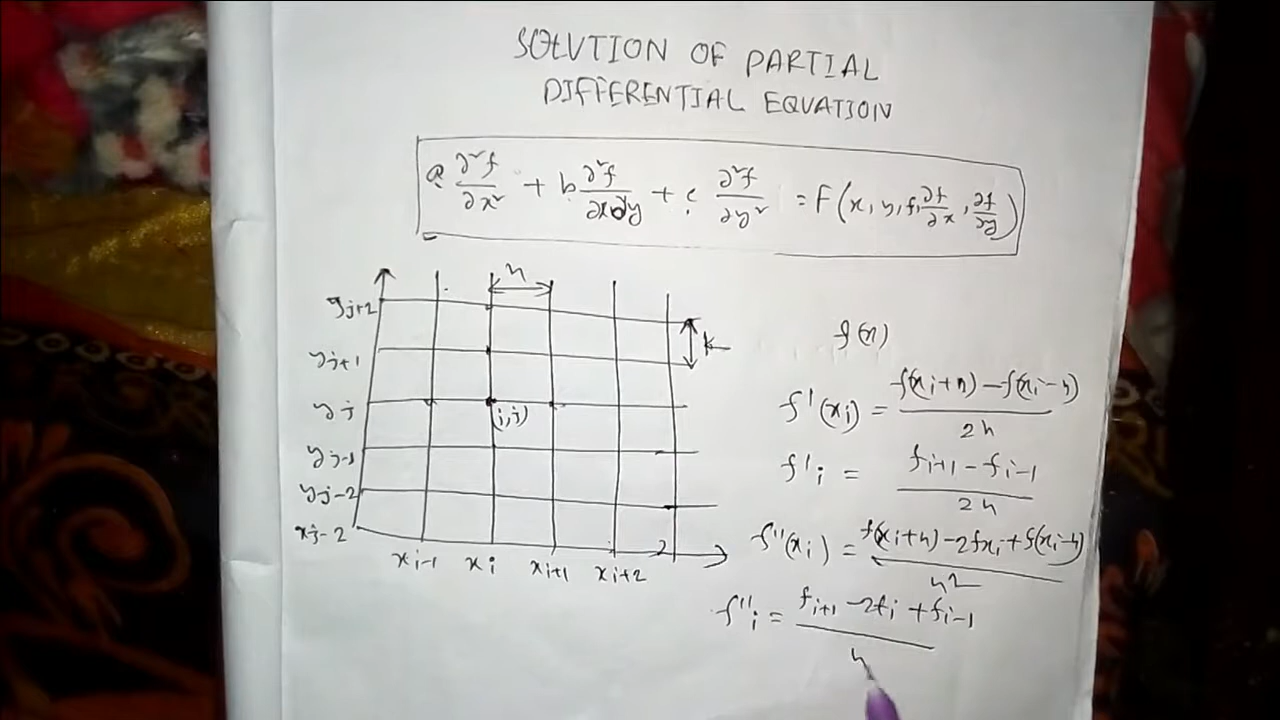 SOLUTION OF PARTIAL
DIFFERENTIAL EQUATION
a ∂²f/∂x² + b ∂²f/∂x∂y + c ∂²f/∂y² = F(x, y, f, ∂f/∂x, ∂f/∂y)
h
yj+2
k
f(x)
yj+1
f'(xi) = f(xi+h) - f(xi-h) / 2h
yj
(i,j)
yj-1
f'i = fi+1 - fi-1 / 2h
yj-2
xj-2
f''(xi) = f(xi+h) - 2fxi + f(xi-h) / h2
xi-1 xi xi+1 xi+2
f''i = fi+1 - 2fi + fi-1 / h